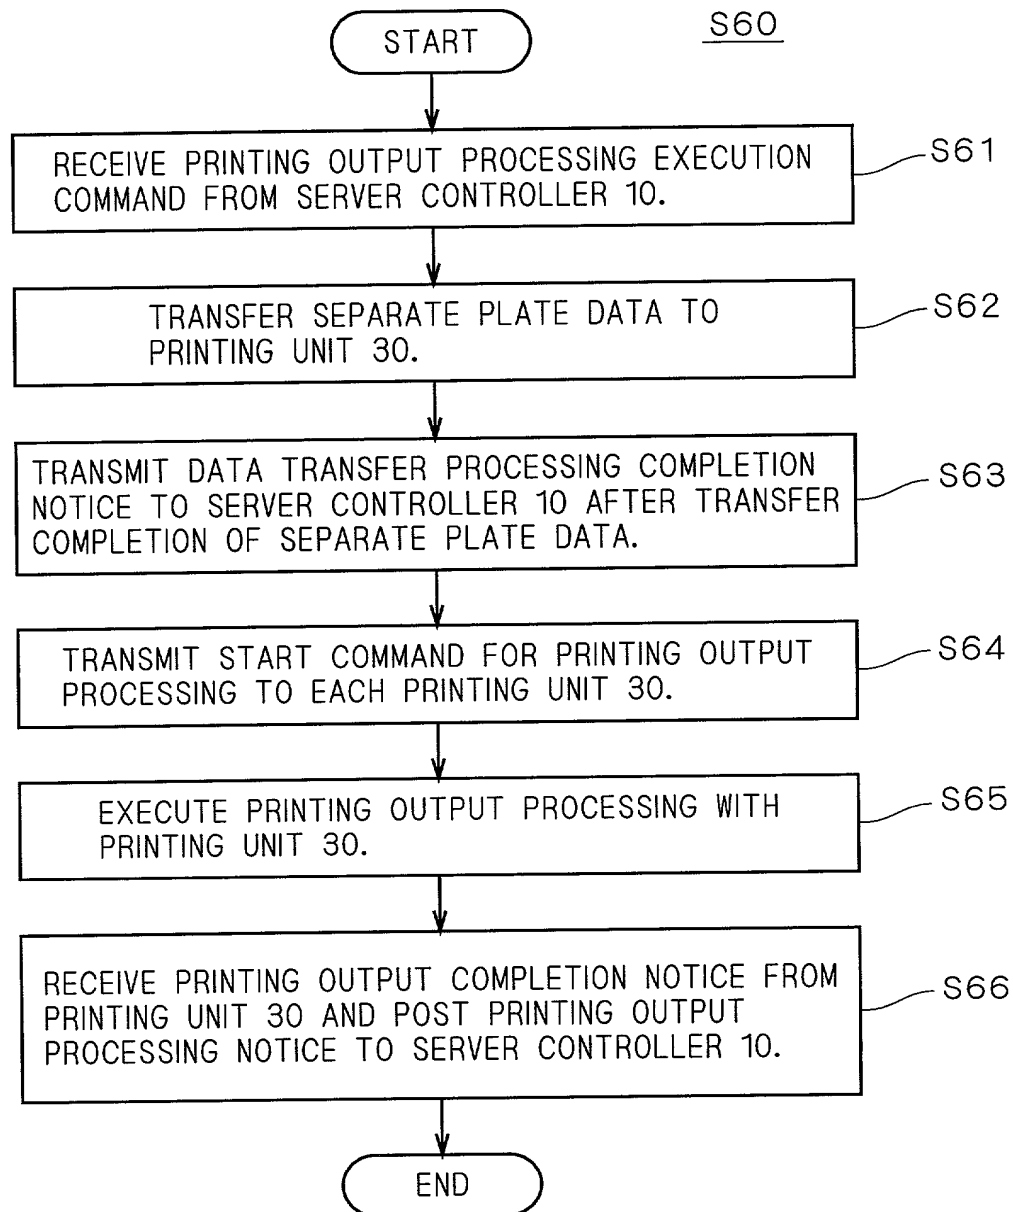 S60
START
RECEIVE PRINTING OUTPUT PROCESSING EXECUTION
COMMAND FROM SERVER CONTROLLER 10.
S61
TRANSFER SEPARATE PLATE DATA TO
PRINTING UNIT 30.
S62
TRANSMIT DATA TRANSFER PROCESSING COMPLETION
NOTICE TO SERVER CONTROLLER 10 AFTER TRANSFER
COMPLETION OF SEPARATE PLATE DATA.
S63
TRANSMIT START COMMAND FOR PRINTING OUTPUT
PROCESSING TO EACH PRINTING UNIT 30.
S64
EXECUTE PRINTING OUTPUT PROCESSING WITH
PRINTING UNIT 30.
S65
RECEIVE PRINTING OUTPUT COMPLETION NOTICE FROM
PRINTING UNIT 30 AND POST PRINTING OUTPUT
PROCESSING NOTICE TO SERVER CONTROLLER 10.
S66
END